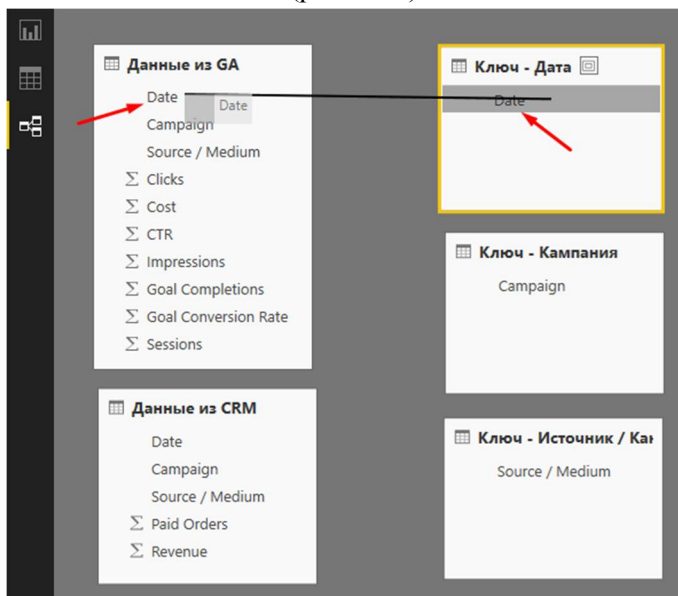 Данные из GA
Date
Date
Campaign
Source / Medium
Σ Clicks
Σ Cost
Σ CTR
Σ Impressions
Σ Goal Completions
Σ Goal Conversion Rate
Σ Sessions
Данные из CRM
Date
Campaign
Source / Medium
Σ Paid Orders
Σ Revenue
Ключ - Дата
Date
Ключ - Кампания
Campaign
Ключ - Источник / Кан
Source / Medium